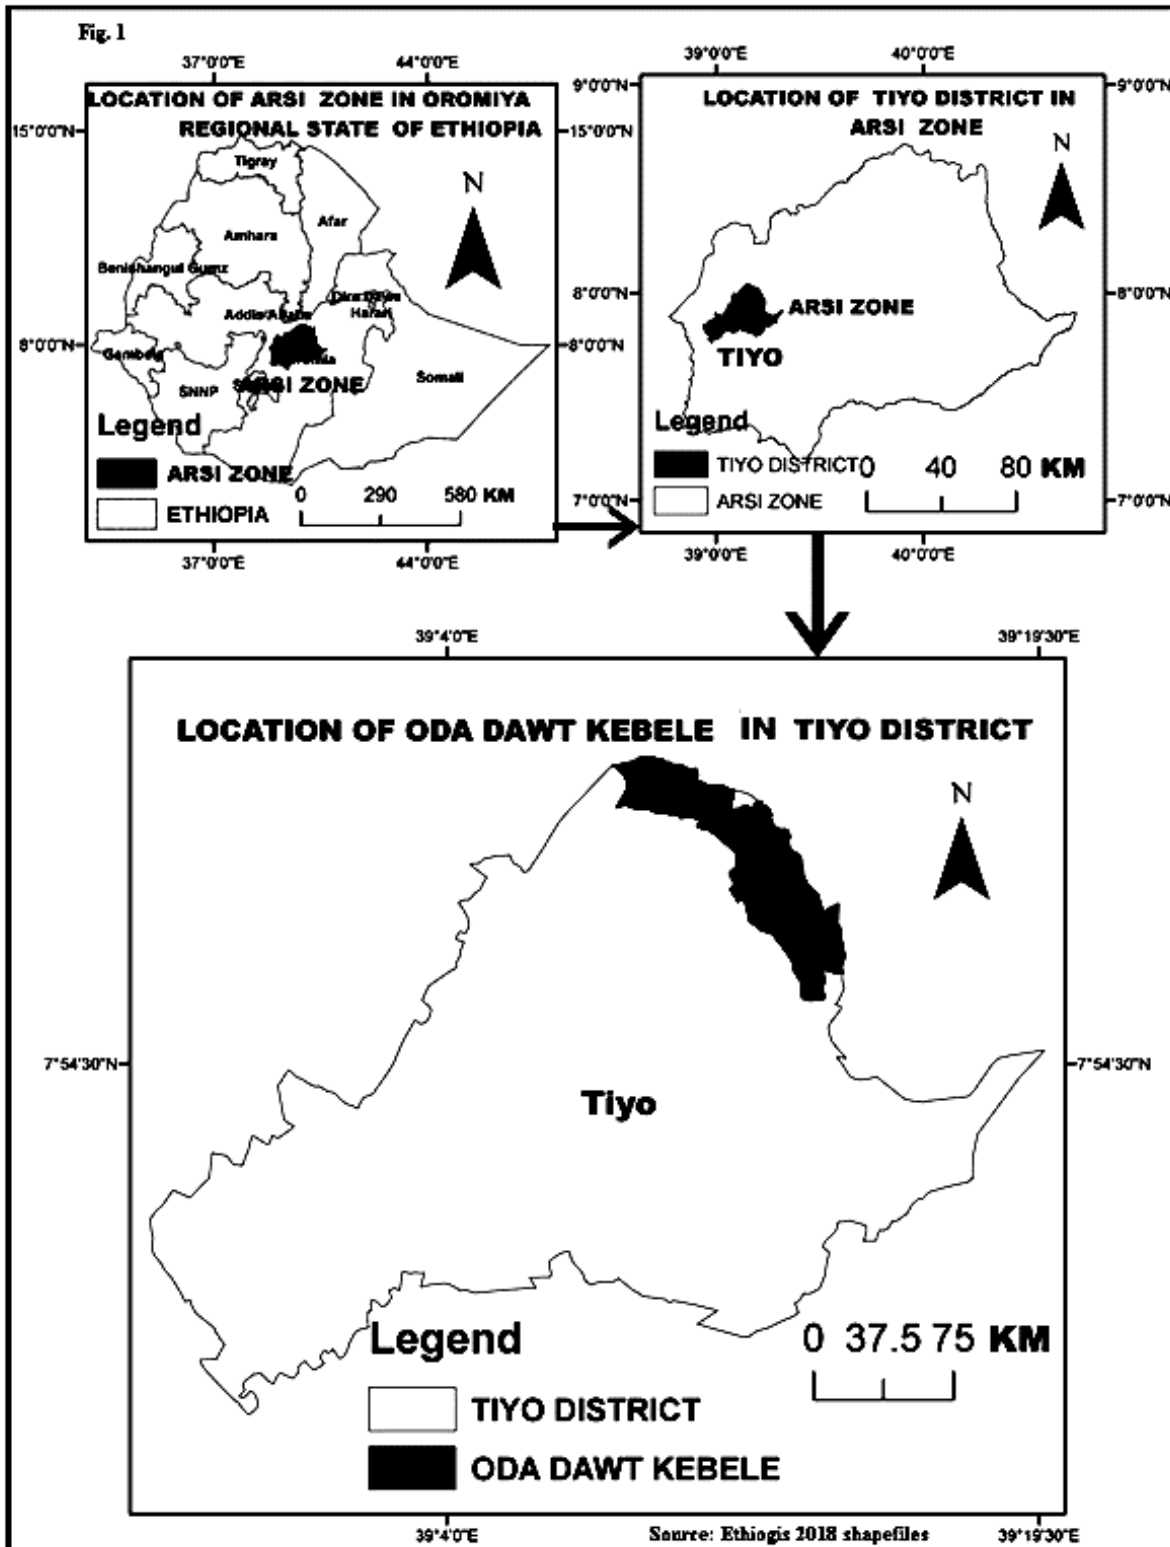 Fig. 1
37°0'0"E 44°0'0"E
LOCATION OF ARSI ZONE IN OROMIYA
REGIONAL STATE OF ETHIOPIA
15°0'0"N 15°0'0"N
N
Tigray
Afar
Amhara
Benishangul Gumz
Dire Dawa
Harari
Addis Ababa
8°0'0"N 8°0'0"N
Gambela
SNNP
ARSI ZONE
Somali
Legend
ARSI ZONE
ETHIOPIA
0 290 580 KM
37°0'0"E 44°0'0"E
39°0'0"E 40°0'0"E
9°0'0"N 9°0'0"N
LOCATION OF TIYO DISTRICT IN
ARSI ZONE
N
8°0'0"N 8°0'0"N
ARSI ZONE
TIYO
Legend
TIYO DISTRICT
ARSI ZONE
0 40 80 KM
7°0'0"N 7°0'0"N
39°0'0"E 40°0'0"E
39°4'0"E 39°19'30"E
LOCATION OF ODA DAWT KEBELE IN TIYO DISTRICT
N
7°54'30"N 7°54'30"N
Tiyo
Legend
0 37.5 75 KM
TIYO DISTRICT
ODA DAWT KEBELE
Source: Ethiogis 2018 shapefiles
39°4'0"E 39°19'30"E